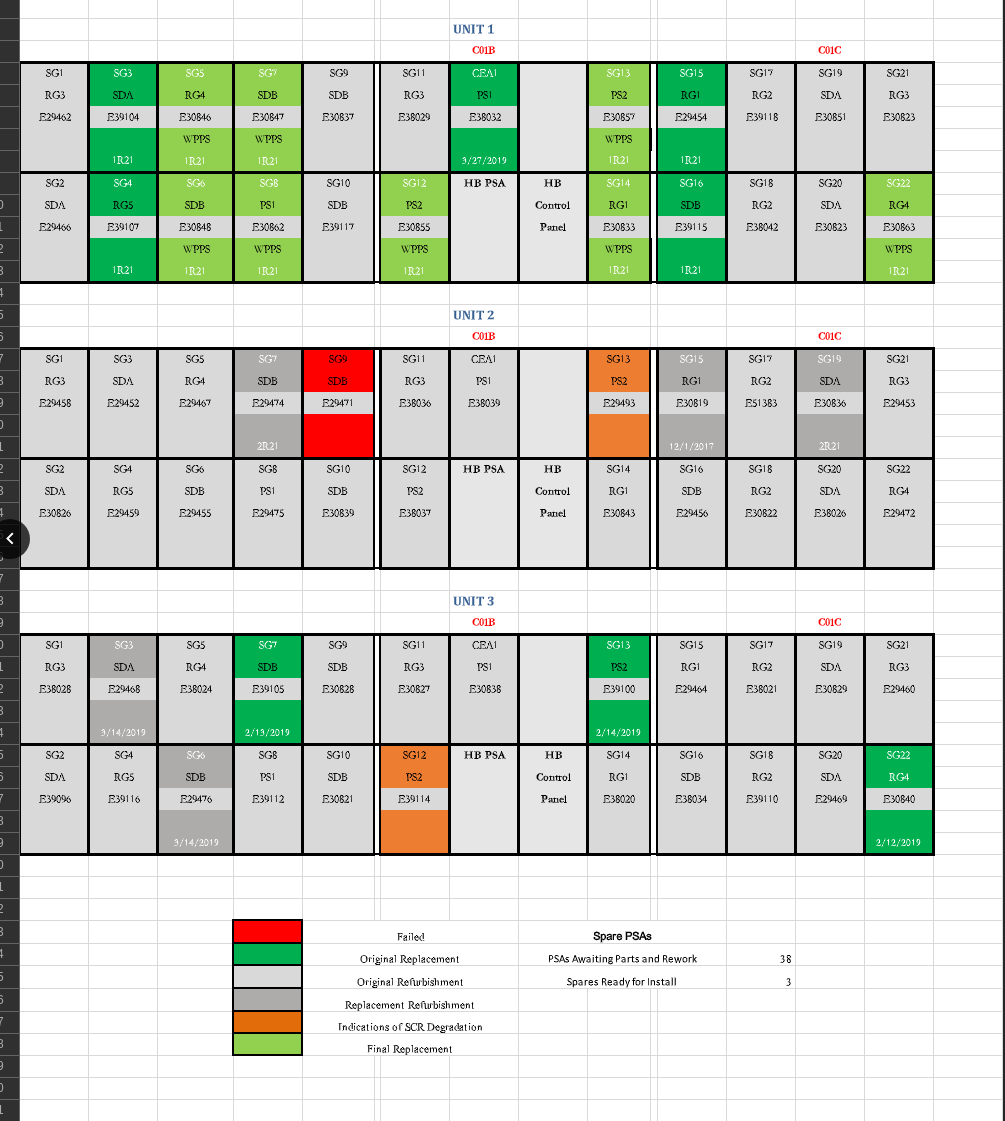 UNIT 1
C01B C01C
SG1 SG3 SG5 SG7 SG9 SG11 CEA1 SG13 SG15 SG17 SG19 SG21
RG3 SDA RG4 SDB SDB RG3 PS1 PS2 RG1 RG2 SDA RG3
E29462 E39104 E30846 E30847 E30837 E38029 E38032 E30857 E29454 E39118 E30851 E30823
WPPS WPPS WPPS
1R21 1R21 1R21 3/27/2019 1R21 1R21
SG2 SG4 SG6 SG8 SG10 SG12 HB PSA HB SG14 SG16 SG18 SG20 SG22
SDA RG5 SDB PS1 SDB PS2 Control RG1 SDB RG2 SDA RG4
E29466 E39107 E30848 E30862 E39117 E30855 Panel E30833 E39115 E38042 E30823 E30863
WPPS WPPS WPPS WPPS WPPS
1R21 1R21 1R21 1R21 1R21 1R21 1R21
UNIT 2
C01B C01C
SG1 SG3 SG5 SG7 SG9 SG11 CEA1 SG13 SG15 SG17 SG19 SG21
RG3 SDA RG4 SDB SDB RG3 PS1 PS2 RG1 RG2 SDA RG3
E29458 E29452 E29467 E29474 E29471 E38036 E38039 E29493 E30819 E51383 E30836 E29453
2R21 12/1/2017 2R21
SG2 SG4 SG6 SG8 SG10 SG12 HB PSA HB SG14 SG16 SG18 SG20 SG22
SDA RG5 SDB PS1 SDB PS2 Control RG1 SDB RG2 SDA RG4
E30826 E29459 E29455 E29475 E30839 E38037 Panel E30843 E29456 E30822 E38026 E29472
UNIT 3
C01B C01C
SG1 SG3 SG5 SG7 SG9 SG11 CEA1 SG13 SG15 SG17 SG19 SG21
RG3 SDA RG4 SDB SDB RG3 PS1 PS2 RG1 RG2 SDA RG3
E38028 E29468 E38024 E39105 E30828 E30827 E30838 E39100 E29464 E38021 E30829 E29460
3/14/2019 2/13/2019 2/14/2019
SG2 SG4 SG6 SG8 SG10 SG12 HB PSA HB SG14 SG16 SG18 SG20 SG22
SDA RG5 SDB PS1 SDB PS2 Control RG1 SDB RG2 SDA RG4
E39096 E39116 E29476 E39112 E30821 E39114 Panel E38020 E38034 E39110 E29469 E30840
3/14/2019 2/12/2019
Failed Spare PSAs
Original Replacement PSAs Awaiting Parts and Rework 38
Original Refurbishment Spares Ready for Install 3
Replacement Refurbishment
Indications of SCR Degradation
Final Replacement